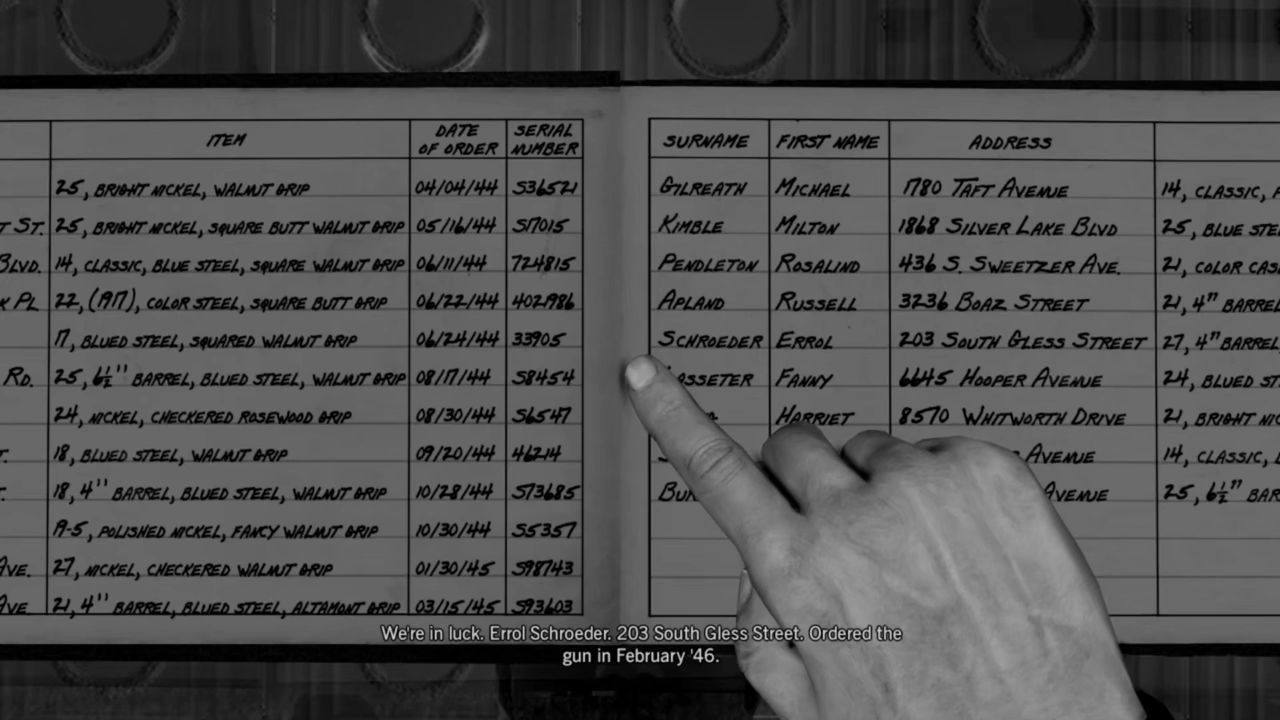 ITEM DATE OF ORDER SERIAL NUMBER
25, BRIGHT NICKEL, WALNUT GRIP 04/04/44 S36521
T ST. 25, BRIGHT NICKEL, SQUARE BUTT WALNUT GRIP 05/16/44 S17015
BLVD. 14, CLASSIC, BLUE STEEL, SQUARE WALNUT GRIP 06/11/44 724815
K PL 22, (1917), COLOR STEEL, SQUARE BUTT GRIP 06/22/44 402986
17, BLUED STEEL, SQUARED WALNUT GRIP 06/24/44 33905
RD. 25, 6½" BARREL, BLUED STEEL, WALNUT GRIP 08/17/44 S8454
24, NICKEL, CHECKERED ROSEWOOD GRIP 08/30/44 S6547
T. 18, BLUED STEEL, WALNUT GRIP 09/20/44 46214
T. 18, 4" BARREL, BLUED STEEL, WALNUT GRIP 10/28/44 S73685
19-5, POLISHED NICKEL, FANCY WALNUT GRIP 10/30/44 S5357
AVE. 27, NICKEL, CHECKERED WALNUT GRIP 01/30/45 S98743
AVE 21, 4" BARREL, BLUED STEEL, ALTAMONT GRIP 03/15/45 S93603
SURNAME FIRST NAME ADDRESS
GILREATH MICHAEL 1780 TAFT AVENUE 14, CLASSIC,
KIMBLE MILTON 1868 SILVER LAKE BLVD 25, BLUE STEE
PENDLETON ROSALIND 436 S. SWEETZER AVE. 21, COLOR CAS
APLAND RUSSELL 3236 BOAZ STREET 21, 4" BARREL
SCHROEDER ERROL 203 SOUTH GLESS STREET 27, 4" BARREL
ASSETER FANNY 6645 HOOPER AVENUE 24, BLUED ST
HARRIET 8570 WHITWORTH DRIVE 21, BRIGHT NIC
AVENUE 14, CLASSIC,
BU AVENUE 25, 6½" BAR
We're in luck. Errol Schroeder. 203 South Gless Street. Ordered the
gun in February '46.